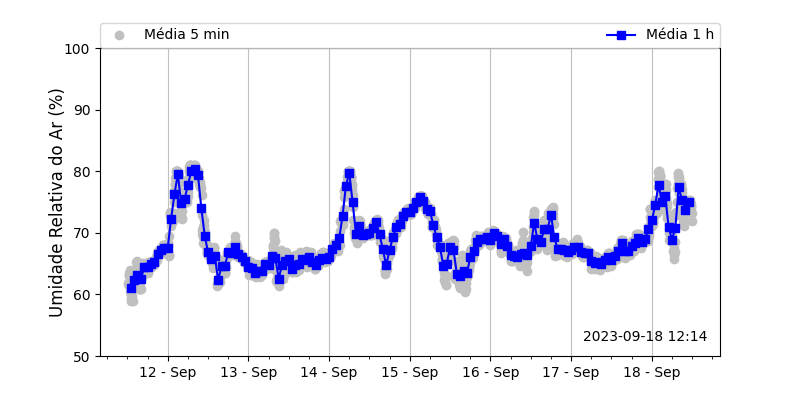 Média 5 min
Média 1 h
Umidade Relativa do Ar (%)
100
90
80
70
60
50
2023-09-18 12:14
12 - Sep
13 - Sep
14 - Sep
15 - Sep
16 - Sep
17 - Sep
18 - Sep